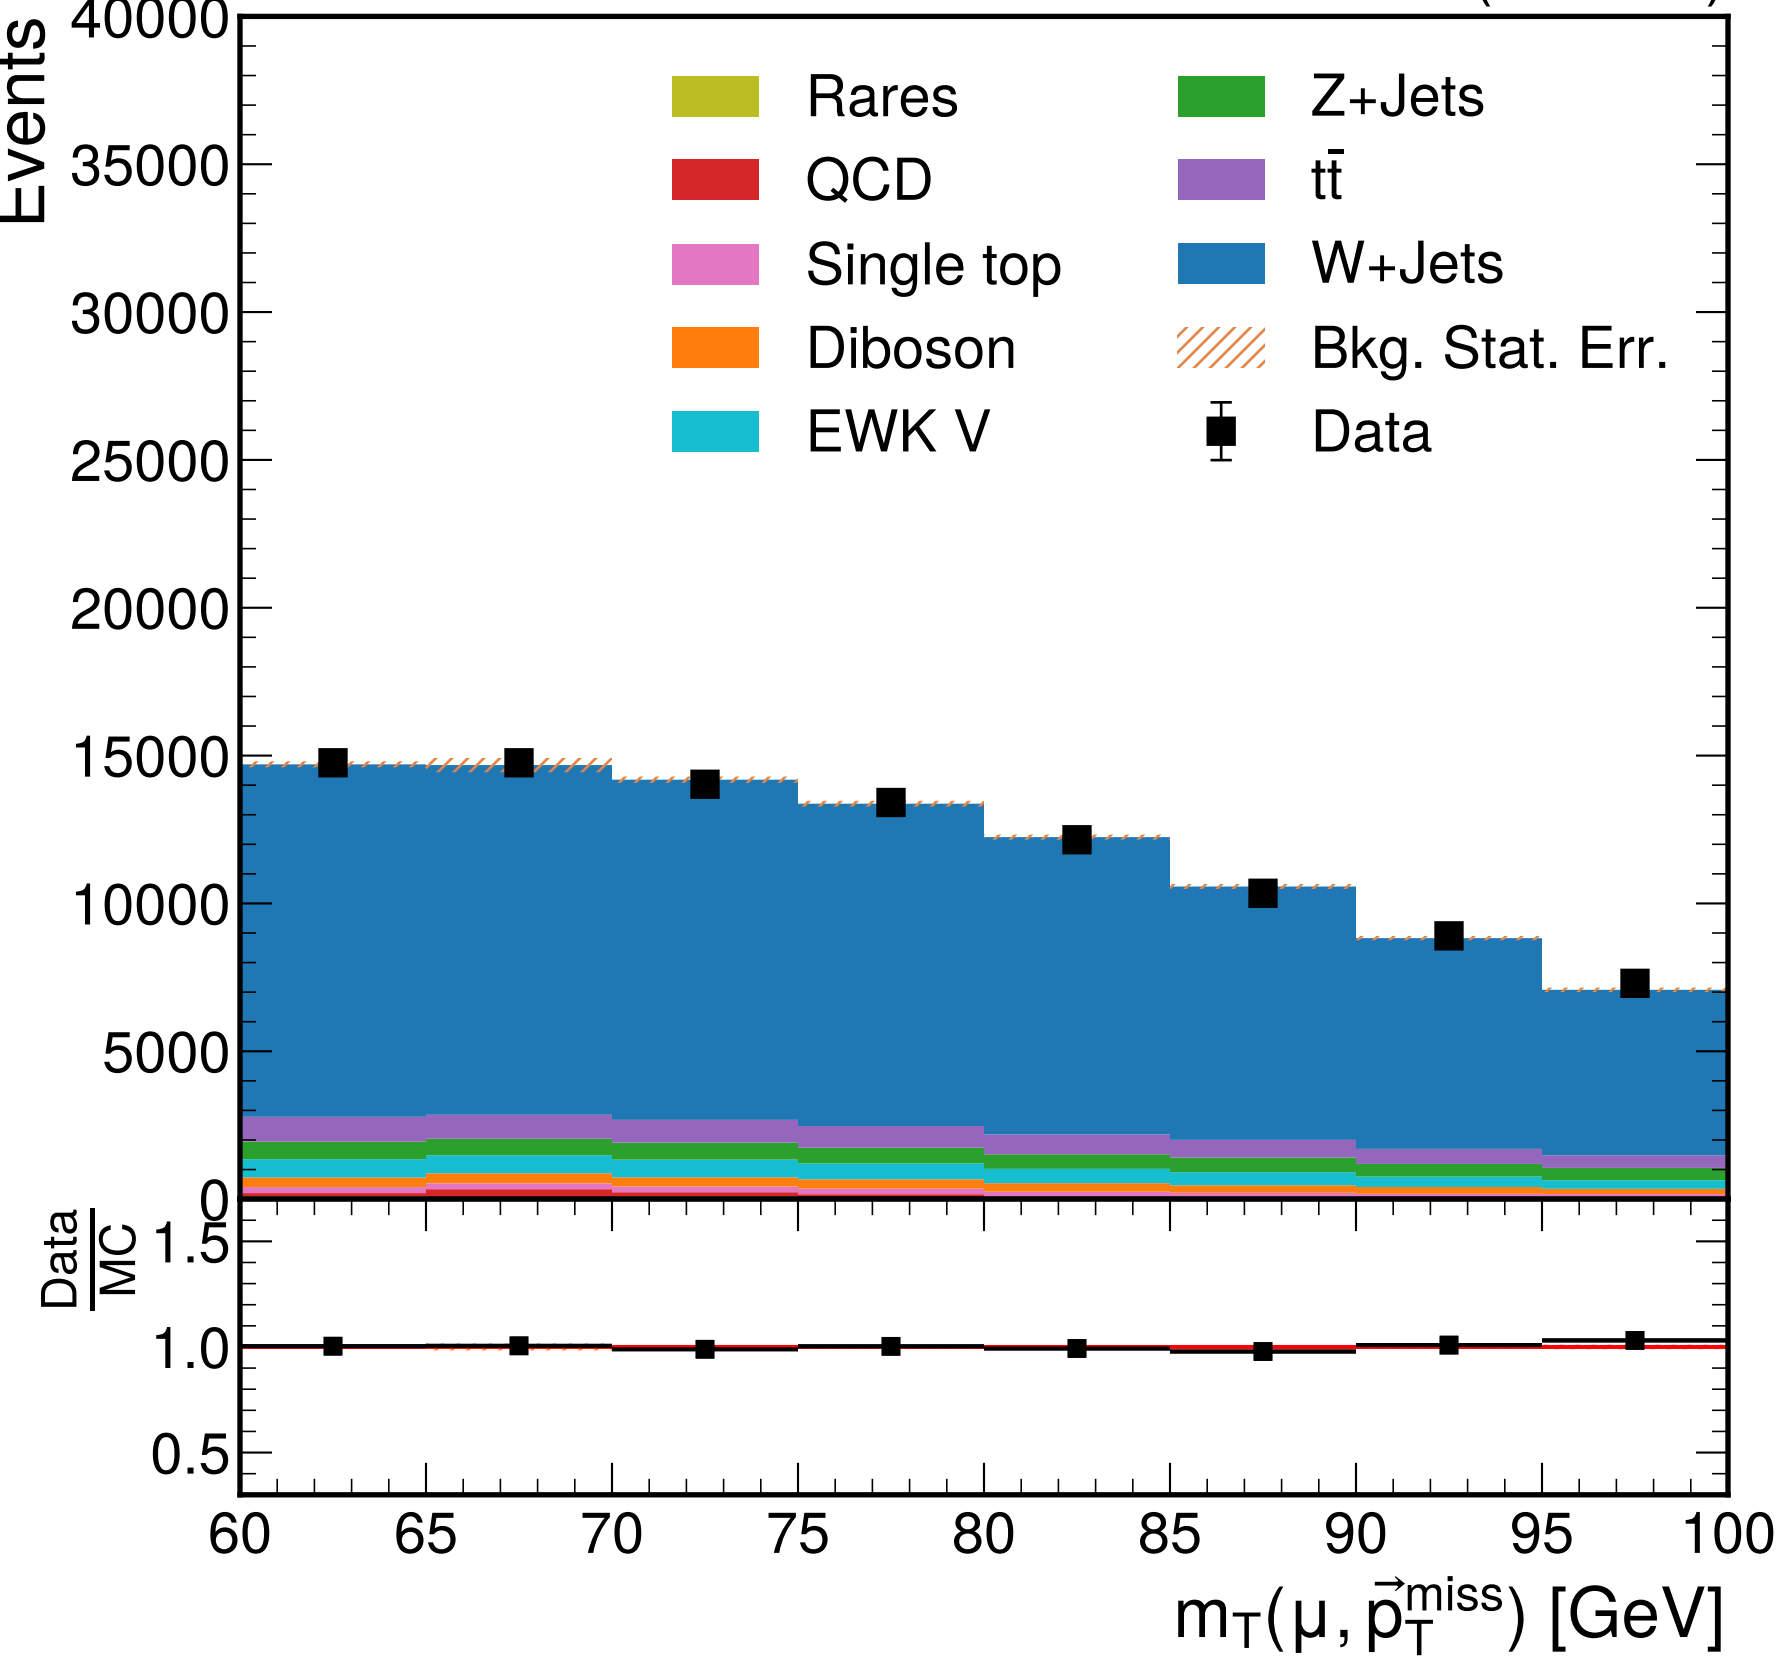 Events
40000
35000
30000
25000
20000
15000
10000
5000
0
Rares
QCD
Single top
Diboson
EWK V
Z+Jets
tt̄
W+Jets
Bkg. Stat. Err.
Data
Data
MC
1.5
1.0
0.5
60 65 70 75 80 85 90 95 100
m_T(μ, p⃗_T^miss) [GeV]